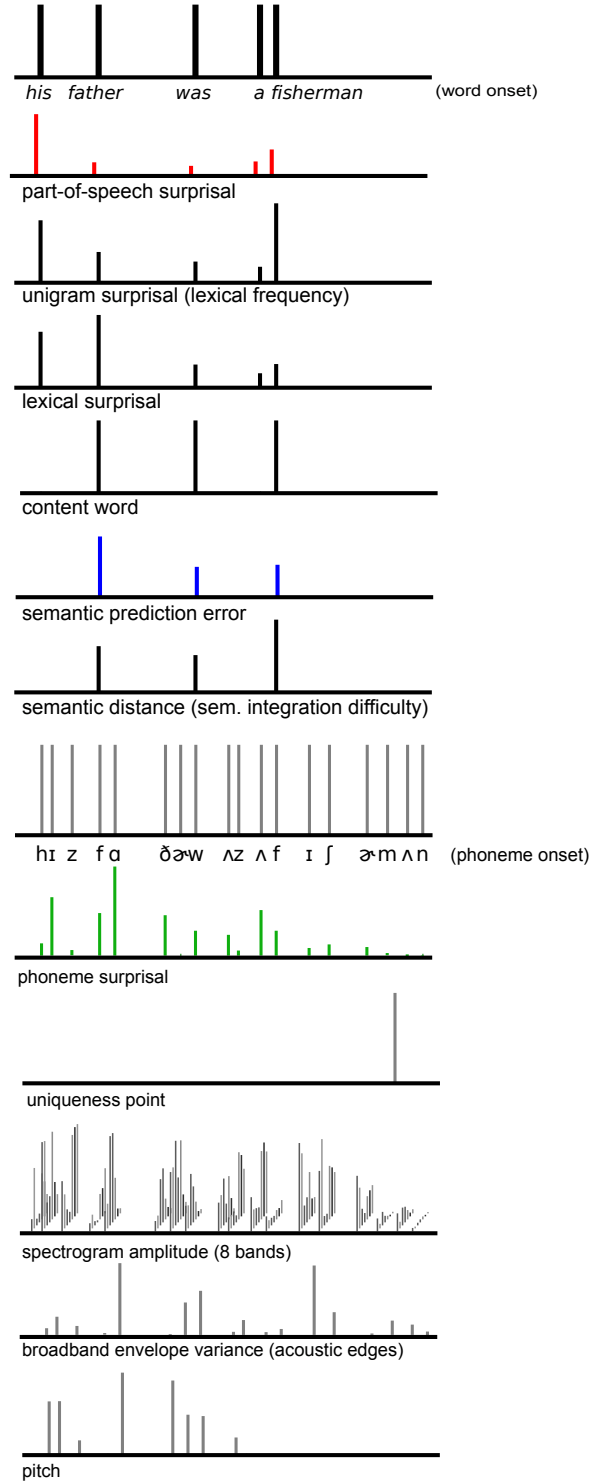 his father was a fisherman (word onset)
part-of-speech surprisal
unigram surprisal (lexical frequency)
lexical surprisal
content word
semantic prediction error
semantic distance (sem. integration difficulty)
hɪ z f ɑ ðɚw ʌz ʌ f ɪ ʃ ɚ m ʌ n (phoneme onset)
phoneme surprisal
uniqueness point
spectrogram amplitude (8 bands)
broadband envelope variance (acoustic edges)
pitch